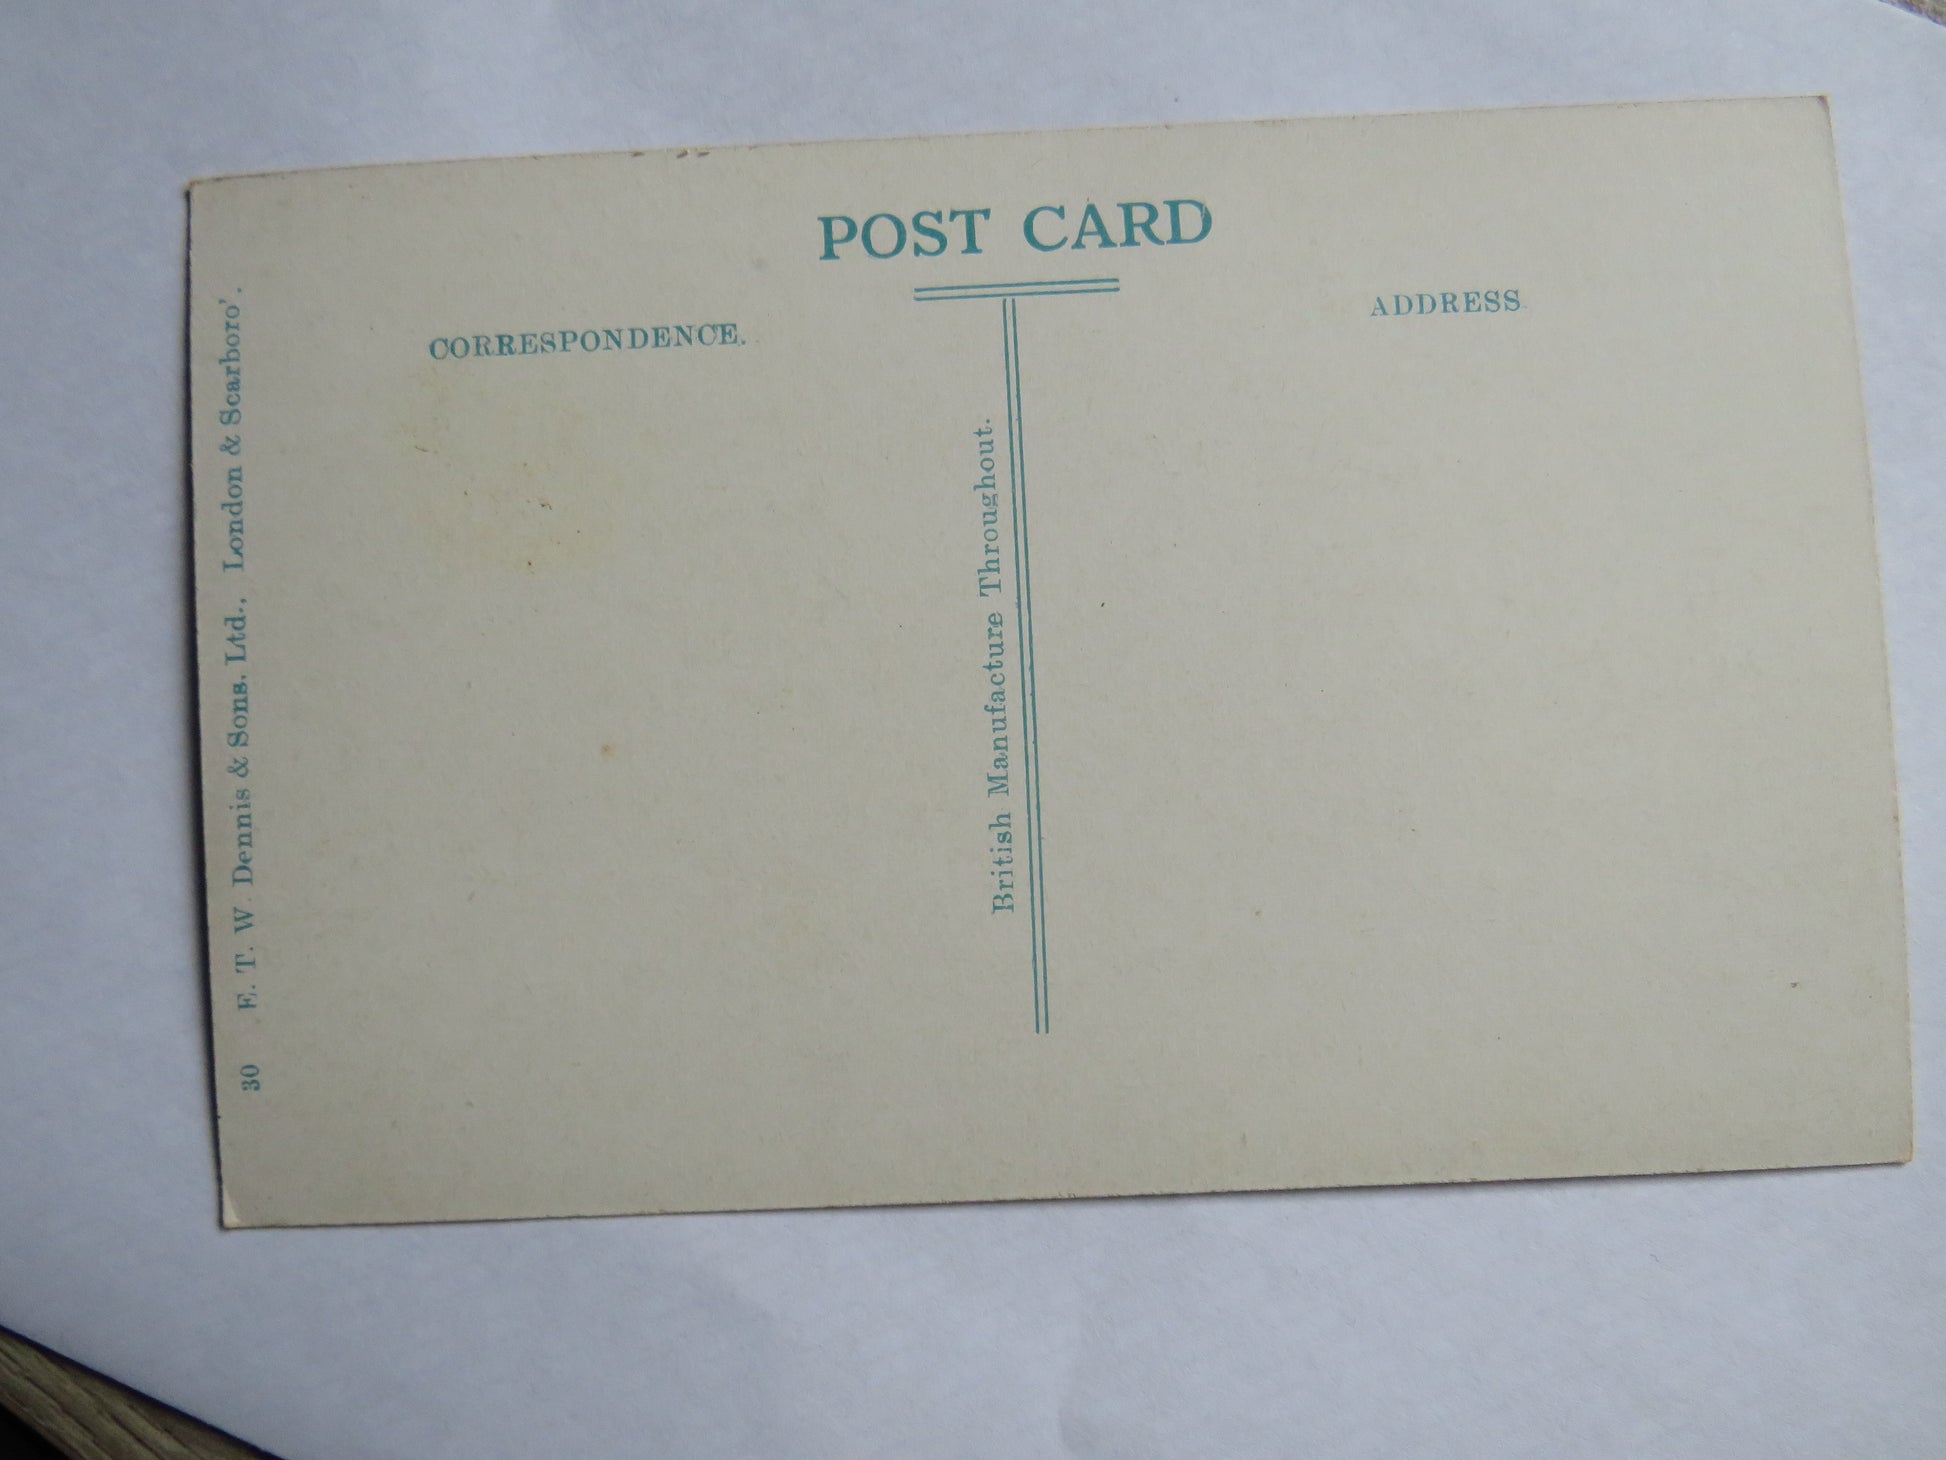 POST CARD
CORRESPONDENCE.
ADDRESS
British Manufacture Throughout.
30 E. T. W. Dennis & Sons, Ltd., London & Scarboro'.